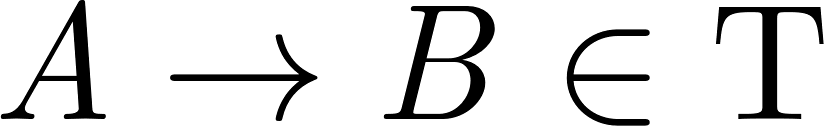 A → B ∈ T